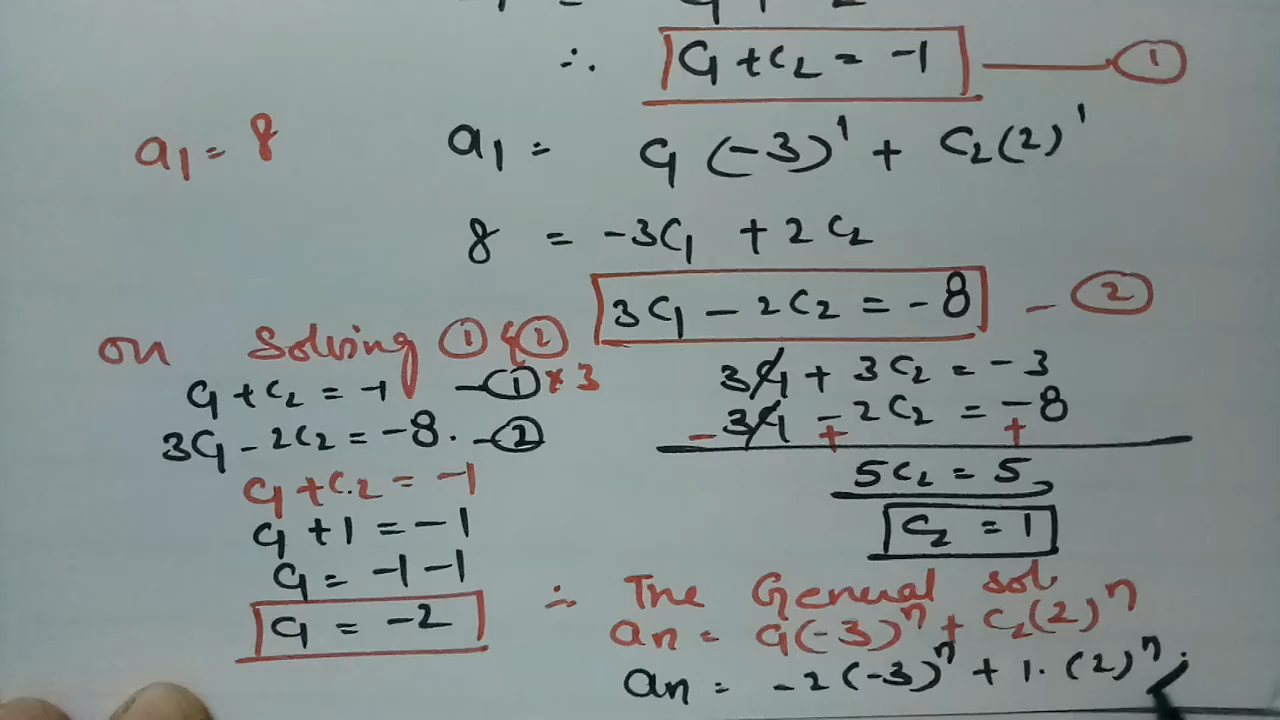 ∴ C1 + C2 = -1 —— ①
a1 = 8 a1 = C1 (-3)^1 + C2 (2)^1
8 = -3C1 + 2C2
3C1 - 2C2 = -8 - ②
on Solving ① & ②
C1 + C2 = -1 - ① × 3
3C1 - 2C2 = -8. - ②
C1 + C2 = -1
C1 + 1 = -1
C1 = -1 -1
C1 = -2
3C1 + 3C2 = -3
3C1 - 2C2 = -8
- + +
5C2 = 5
C2 = 1
∴ The General sol
an = C1(-3)^n + C2(2)^n
an = -2(-3)^n + 1.(2)^n;